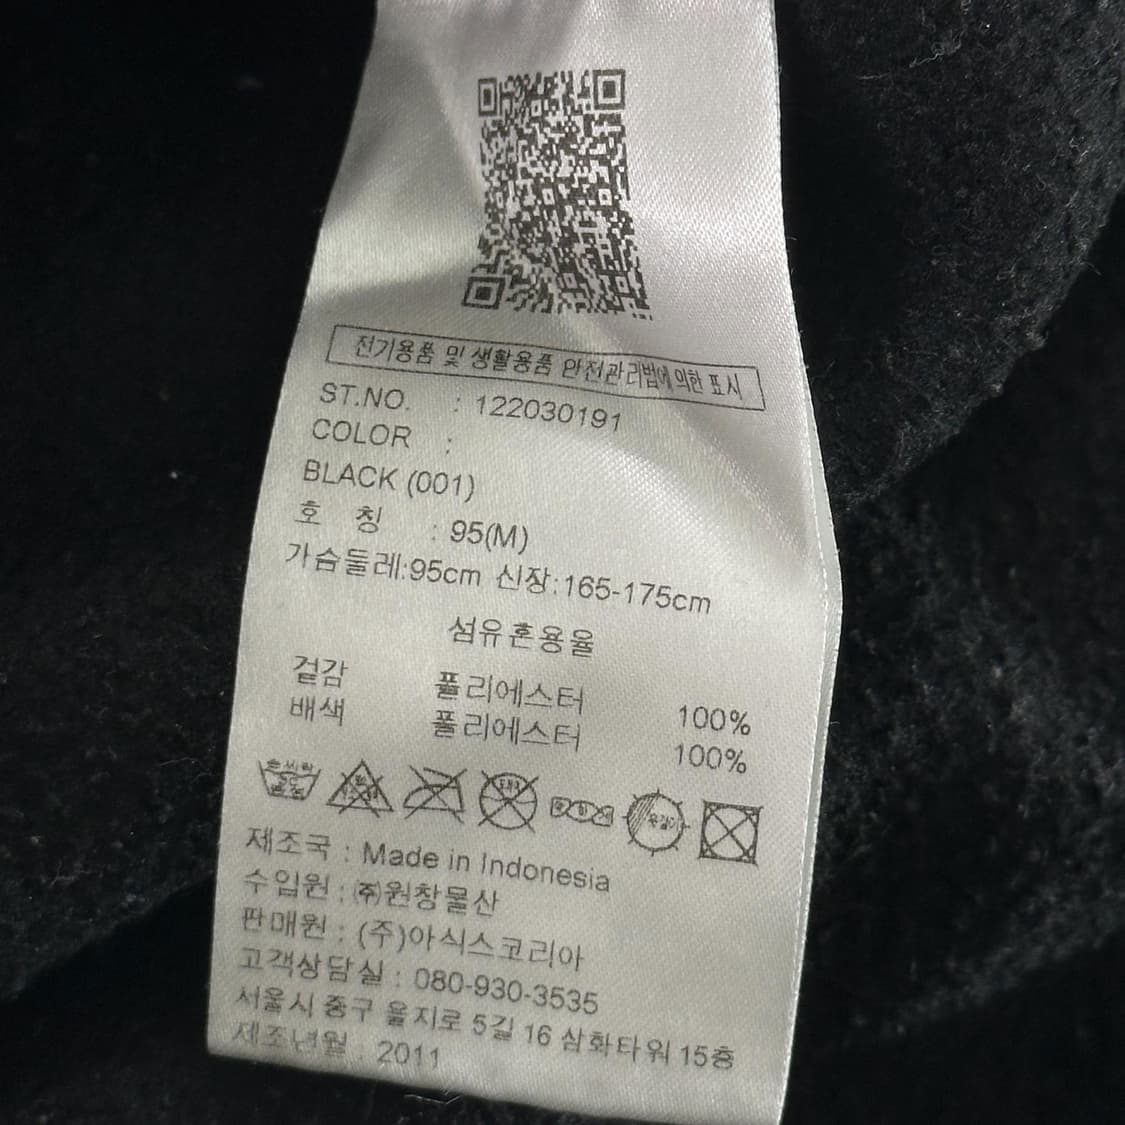 전기용품 및 생활용품 안전관리법에 의한 표시
ST.NO. : 122030191
COLOR :
BLACK (001)
호 칭 : 95(M)
가슴둘레:95cm 신장:165-175cm
섬유혼용율
겉감 폴리에스터 100%
배색 폴리에스터 100%
제조국 : Made in Indonesia
수입원 : ㈜원창물산
판매원 : (주)아식스코리아
고객상담실 : 080-930-3535
서울시 중구 을지로 5길 16 삼화타워 15층
제조년월 : 2011